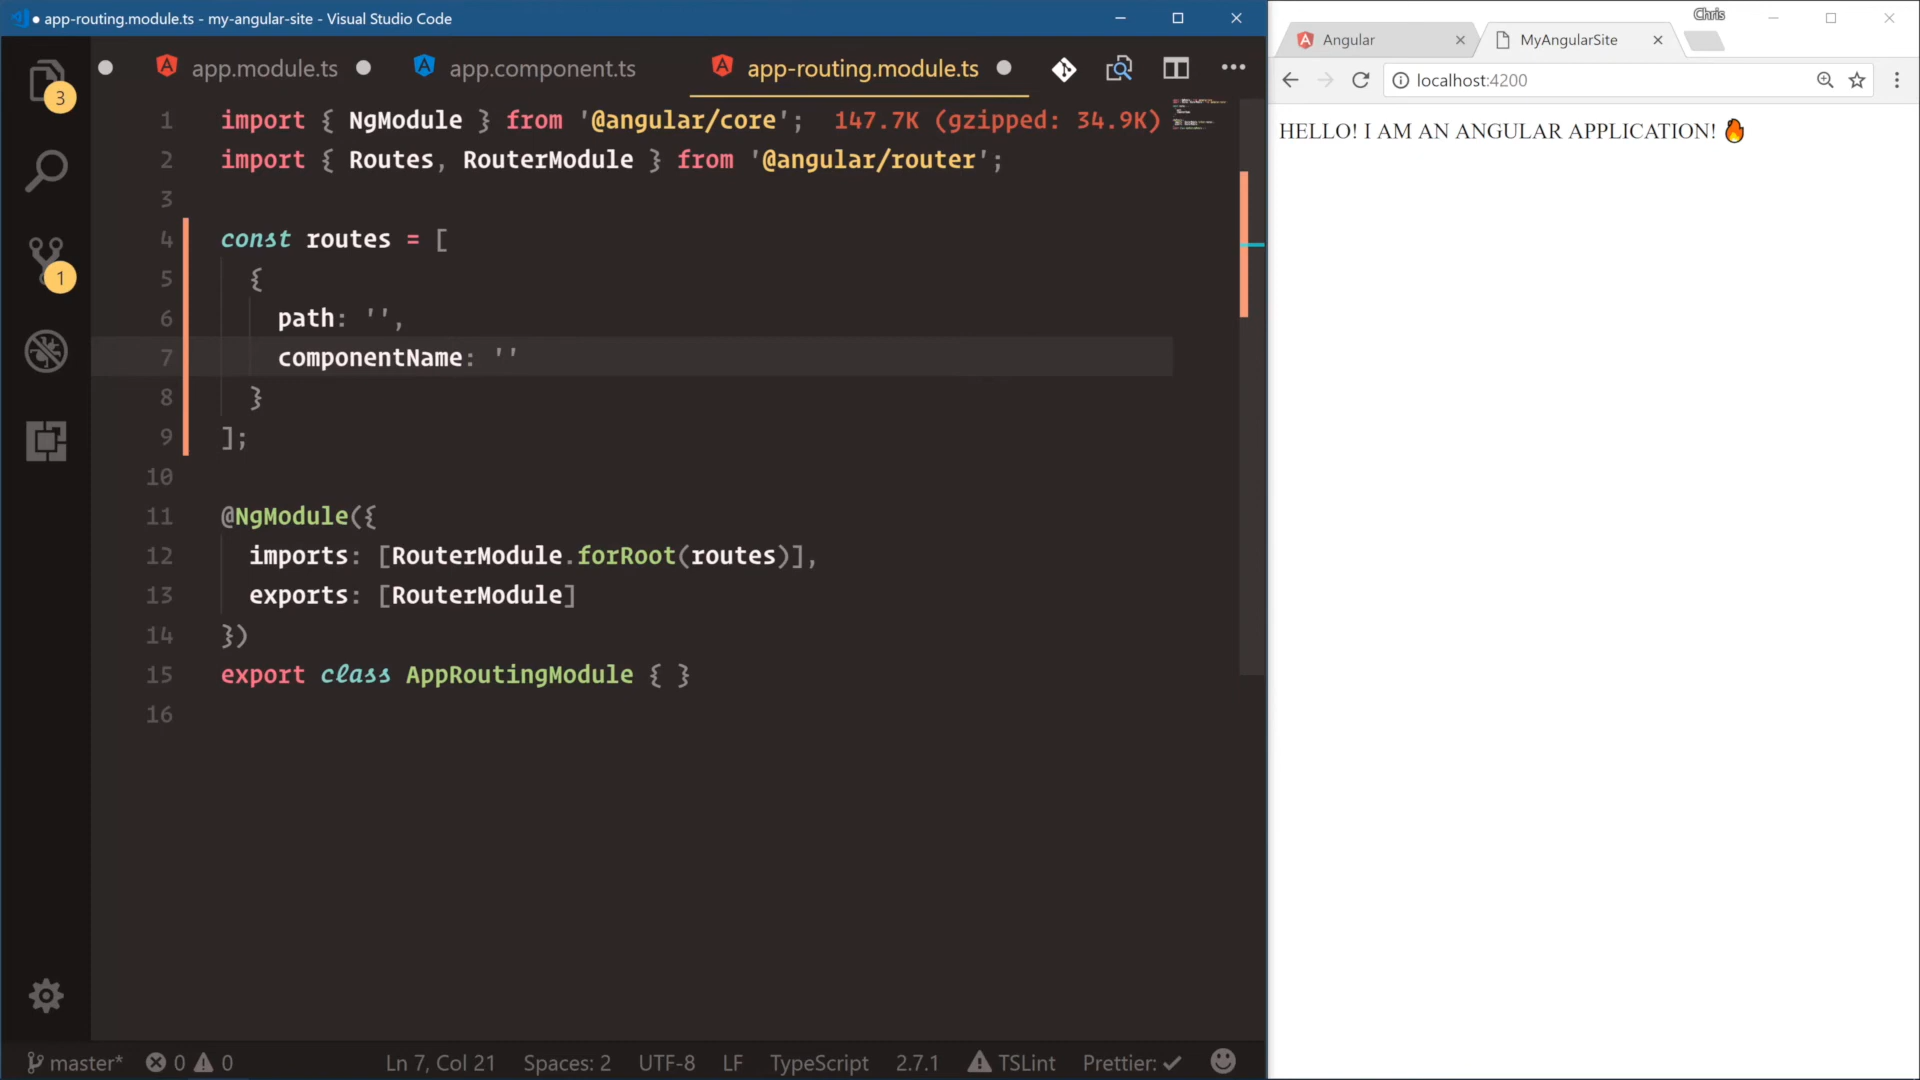 ● app-routing.module.ts - my-angular-site - Visual Studio Code
app.module.ts
app.component.ts
app-routing.module.ts
3
1
1 import { NgModule } from '@angular/core'; 147.7K (gzipped: 34.9K)
2 import { Routes, RouterModule } from '@angular/router';
3
4 const routes = [
5 {
6 path: '',
7 componentName: ''
8 }
9 ];
10
11 @NgModule({
12 imports: [RouterModule.forRoot(routes)],
13 exports: [RouterModule]
14 })
15 export class AppRoutingModule { }
16
master* 0 0 Ln 7, Col 21 Spaces: 2 UTF-8 LF TypeScript 2.7.1 TSLint Prettier: ✓
Chris
Angular
MyAngularSite
localhost:4200
HELLO! I AM AN ANGULAR APPLICATION! 🔥